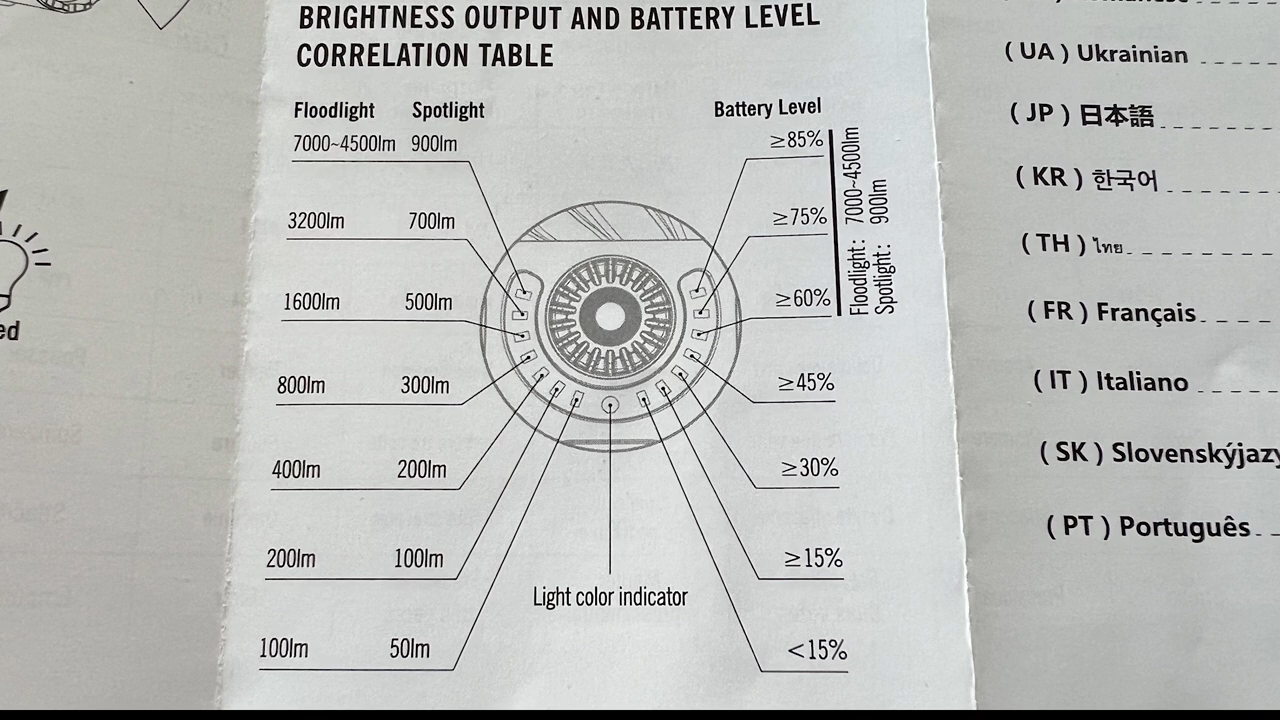 BRIGHTNESS OUTPUT AND BATTERY LEVEL
CORRELATION TABLE
Floodlight Spotlight Battery Level
7000~4500lm 900lm ≥85%
3200lm 700lm ≥75%
1600lm 500lm ≥60%
800lm 300lm ≥45%
400lm 200lm ≥30%
200lm 100lm ≥15%
100lm 50lm <15%
Floodlight: 7000~4500lm
Spotlight: 900lm
Light color indicator
ed
( UA ) Ukrainian
( JP ) 日本語
( KR ) 한국어
( TH ) ไทย
( FR ) Français
( IT ) Italiano
( SK ) Slovenskýjazy
( PT ) Português